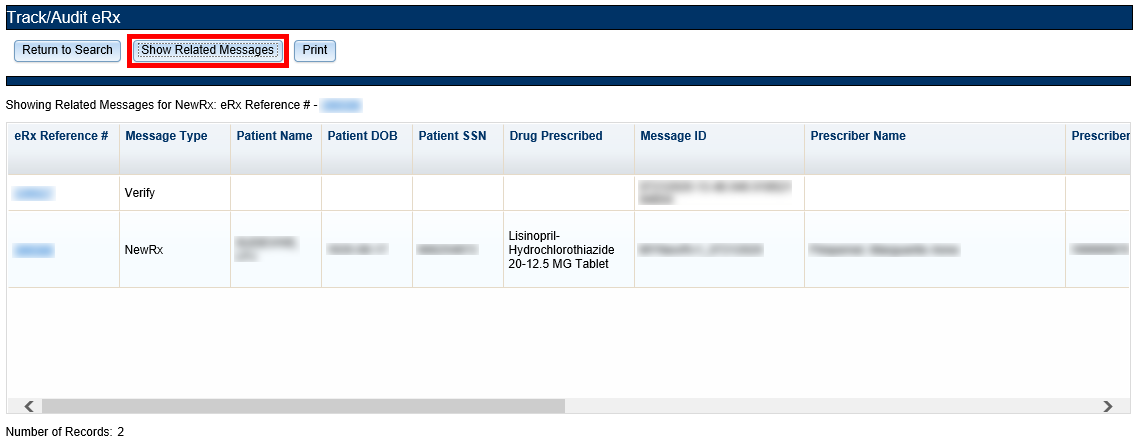 Track/Audit eRx
Return to Search Show Related Messages Print
Showing Related Messages for NewRx: eRx Reference # -
eRx Reference # Message Type Patient Name Patient DOB Patient SSN Drug Prescribed Message ID Prescriber Name Prescriber
Verify
NewRx
Lisinopril-
Hydrochlorothiazide
20-12.5 MG Tablet
Number of Records: 2